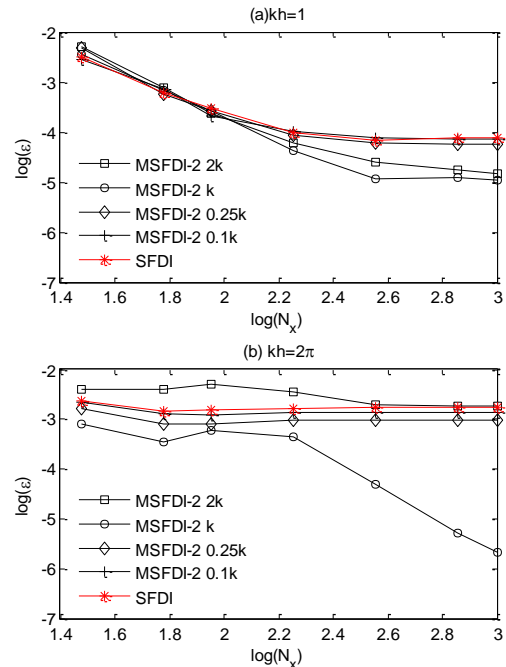 (a)kh=1
-2
-3
-4
-5
-6
-7
log(ε)
MSFDI-2 2k
MSFDI-2 k
MSFDI-2 0.25k
MSFDI-2 0.1k
SFDI
1.4 1.6 1.8 2 2.2 2.4 2.6 2.8 3
log(Nₓ)
(b) kh=2π
-2
-3
-4
-5
-6
-7
log(ε)
MSFDI-2 2k
MSFDI-2 k
MSFDI-2 0.25k
MSFDI-2 0.1k
SFDI
1.4 1.6 1.8 2 2.2 2.4 2.6 2.8 3
log(Nₓ)